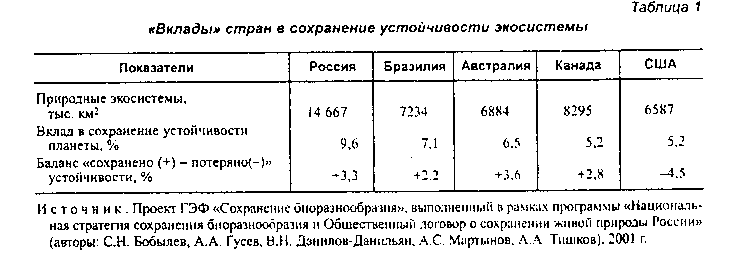 Таблица 1
«Вклады» стран в сохранение устойчивости экосистемы
Показатели Россия Бразилия Австралия Канада США
Природные экосистемы,
тыс. км² 14 667 7234 6884 8295 6587
Вклад в сохранение устойчивости
планеты, % 9,6 7,1 6,5 5,2 5,2
Баланс «сохранено (+) – потеряно(–)»
устойчивости, % +3,3 +2,2 +3,6 +2,8 –4,5
Источник. Проект ГЭФ «Сохранение биоразнообразия», выполненный в рамках программы «Националь-
ная стратегия сохранения биоразнообразия и Общественный договор о сохранении живой природы России»
(авторы: С.Н. Бобылев, А.А. Гусев, В.И. Данилов-Данильян, А.С. Мартынов, А.А. Тишков), 2001 г.